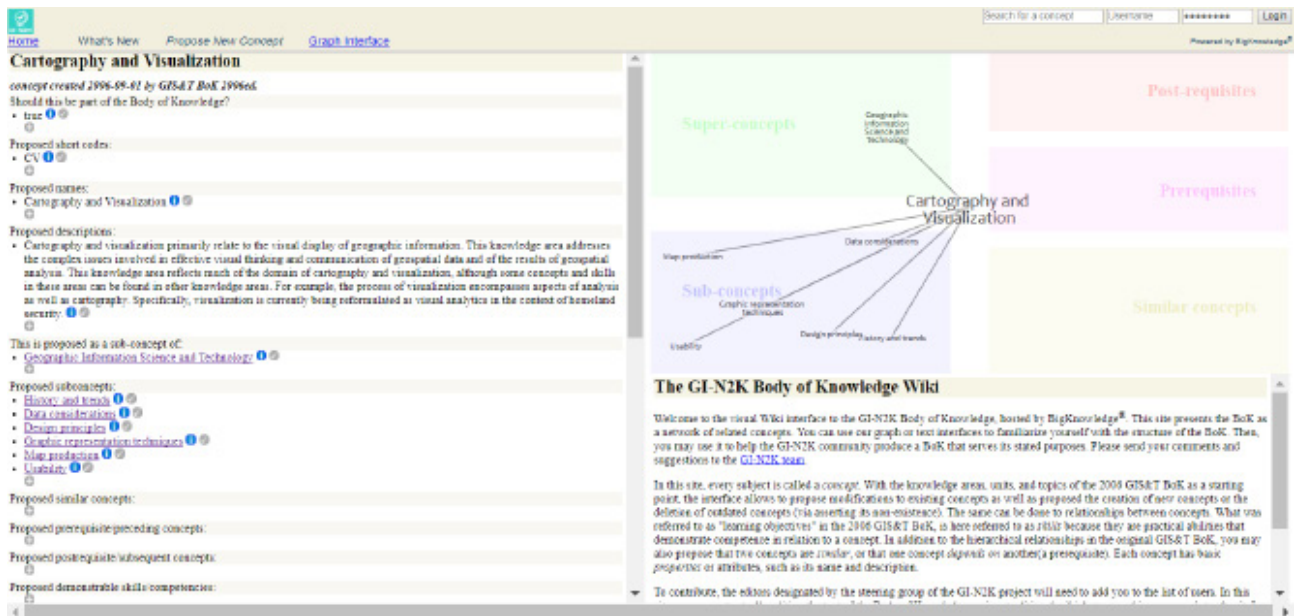 Search for a concept Username •••••••• Login
Home What's New Propose New Concept Graph Interface
Powered by BigKnowledge®
Cartography and Visualization
concept created 2006-09-01 by GIS&T BoK 2006ed.
Should this be part of the Body of Knowledge?
• true
Proposed short codes:
• CV
Proposed names:
• Cartography and Visualization
Proposed descriptions:
• Cartography and visualization primarily relate to the visual display of geographic information. This knowledge area addresses
the complex issues involved in effective visual thinking and communication of geospatial data and of the results of geospatial
analysis. This knowledge area reflects much of the domain of cartography and visualization, although some concepts and skills
in these areas can be found in other knowledge areas. For example, the process of visualization encompasses aspects of analysis
as well as cartography. Specifically, visualization is currently being reformulated as visual analytics in the context of homeland
security.
This is proposed as a sub-concept of:
• Geographic Information Science and Technology
Proposed subconcepts:
• History and trends
• Data considerations
• Design principles
• Graphic representation techniques
• Map production
• Usability
Proposed similar concepts:
Proposed prerequisite/preceding concepts:
Proposed postrequisite/subsequent concepts:
Proposed demonstrable skills/competencies:
Super-concepts
Post-requisites
Prerequisites
Sub-concepts
Similar concepts
Geographic
Information
Science and
Technology
Cartography and
Visualization
Data considerations
Map production
Graphic representation
techniques
Design principles
History and trends
Usability
The GI-N2K Body of Knowledge Wiki
Welcome to the visual Wiki interface to the GI-N2K Body of Knowledge, hosted by BigKnowledge®. This site presents the BoK as
a network of related concepts. You can use our graph or text interfaces to familiarize yourself with the structure of the BoK. Then,
you may use it to help the GI-N2K community produce a BoK that serves its stated purposes. Please send your comments and
suggestions to the GI-N2K team
In this site, every subject is called a concept. With the knowledge areas, units, and topics of the 2006 GIS&T BoK as a starting
point, the interface allows to propose modifications to existing concepts as well as proposed the creation of new concepts or the
deletion of outdated concepts (via asserting its non-existence). The same can be done to relationships between concepts. What was
referred to as "learning objectives" in the 2006 GIS&T BoK, is here referred to as skills because they are practical abilities that
demonstrate competence in relation to a concept. In addition to the hierarchical relationships in the original GIS&T BoK, you may
also propose that two concepts are similar, or that one concept depends on another(a prerequisite). Each concept has basic
properties or attributes, such as its name and description.
To contribute, the editors designated by the steering group of the GI-N2K project will need to add you to the list of users. In this